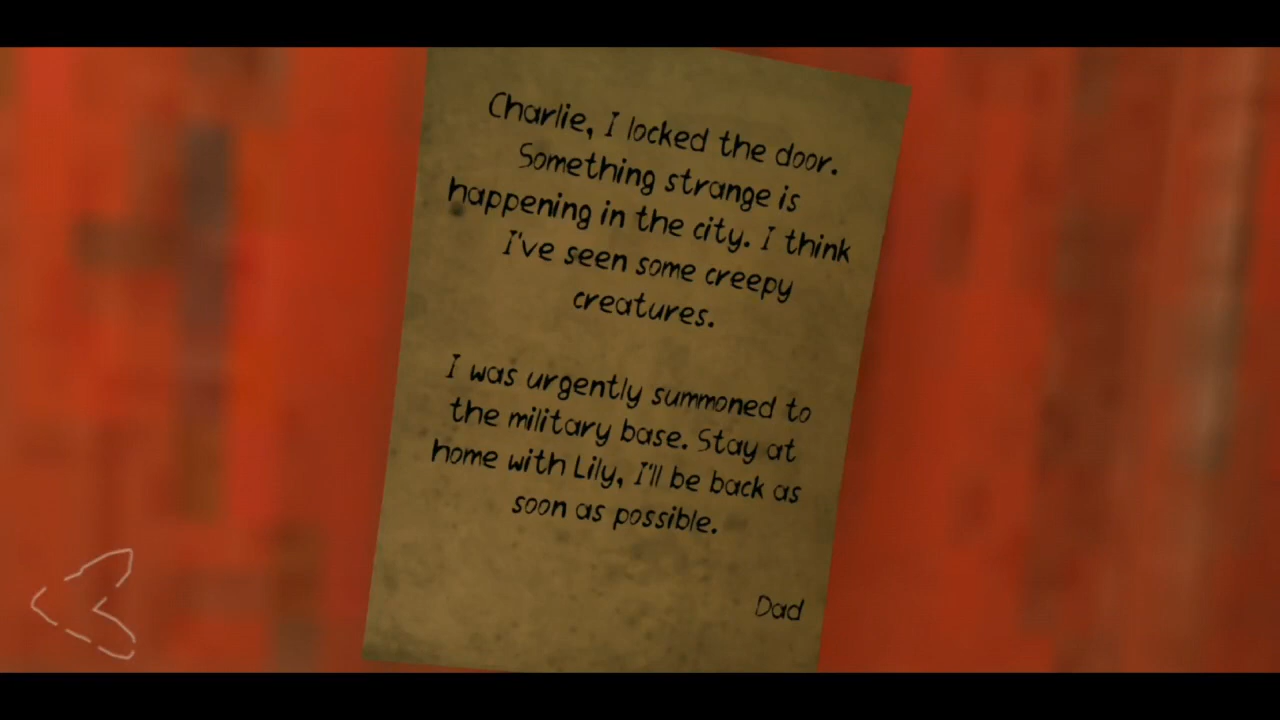 Charlie, I locked the door.
Something strange is
happening in the city. I think
I've seen some creepy
creatures.
I was urgently summoned to
the military base. Stay at
home with Lily, I'll be back as
soon as possible.
Dad